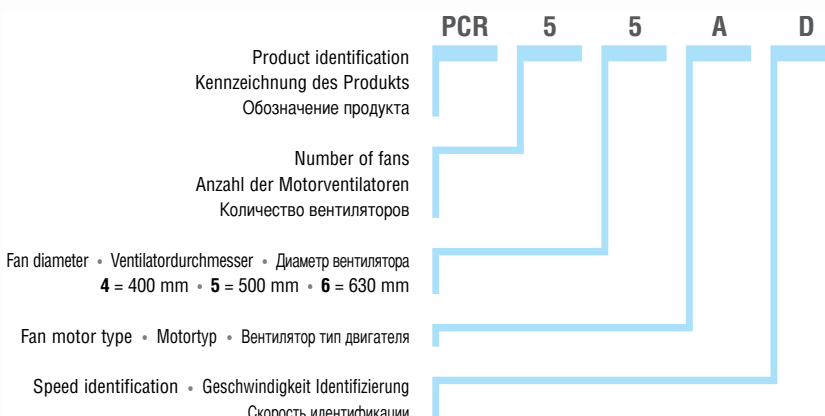 PCR 5 5 A D
Product identification
Kennzeichnung des Produkts
Обозначение продукта
Number of fans
Anzahl der Motorventilatoren
Количество вентиляторов
Fan diameter • Ventilatordurchmesser • Диаметр вентилятора
4 = 400 mm • 5 = 500 mm • 6 = 630 mm
Fan motor type • Motortyp • Вентилятор тип двигателя
Speed identification • Geschwindigkeit Identifizierung
Скорость идентификации